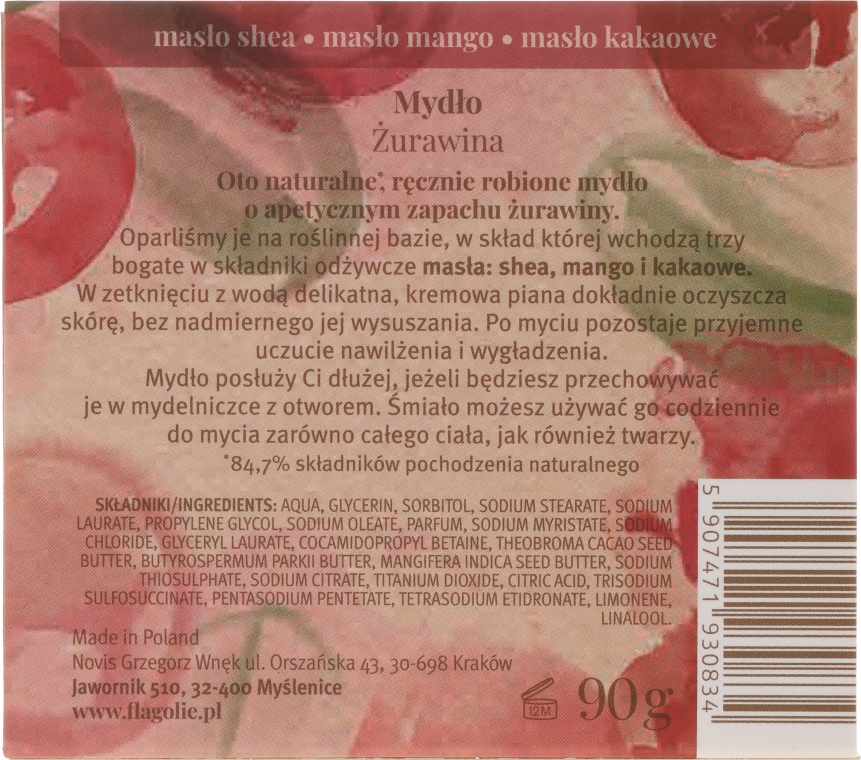 masło shea • masło mango • masło kakaowe
Mydło
Żurawina
Oto naturalne*, ręcznie robione mydło
o apetycznym zapachu żurawiny.
Oparliśmy je na roślinnej bazie, w skład której wchodzą trzy
bogate w składniki odżywcze masła: shea, mango i kakaowe.
W zetknięciu z wodą delikatna, kremowa piana dokładnie oczyszcza
skórę, bez nadmiernego jej wysuszania. Po myciu pozostaje przyjemne
uczucie nawilżenia i wygładzenia.
Mydło posłuży Ci dłużej, jeżeli będziesz przechowywać
je w mydelniczce z otworem. Śmiało możesz używać go codziennie
do mycia zarówno całego ciała, jak również twarzy.
*84,7% składników pochodzenia naturalnego
SKŁADNIKI/INGREDIENTS: AQUA, GLYCERIN, SORBITOL, SODIUM STEARATE, SODIUM
LAURATE, PROPYLENE GLYCOL, SODIUM OLEATE, PARFUM, SODIUM MYRISTATE, SODIUM
CHLORIDE, GLYCERYL LAURATE, COCAMIDOPROPYL BETAINE, THEOBROMA CACAO SEED
BUTTER, BUTYROSPERMUM PARKII BUTTER, MANGIFERA INDICA SEED BUTTER, SODIUM
THIOSULPHATE, SODIUM CITRATE, TITANIUM DIOXIDE, CITRIC ACID, TRISODIUM
SULFOSUCCINATE, PENTASODIUM PENTETATE, TETRASODIUM ETIDRONATE, LIMONENE,
LINALOOL.
Made in Poland
Novis Grzegorz Wnęk ul. Orszańska 43, 30-698 Kraków
Jawornik 510, 32-400 Myślenice
www.flagolie.pl
12M
90 g
5 907471 930834